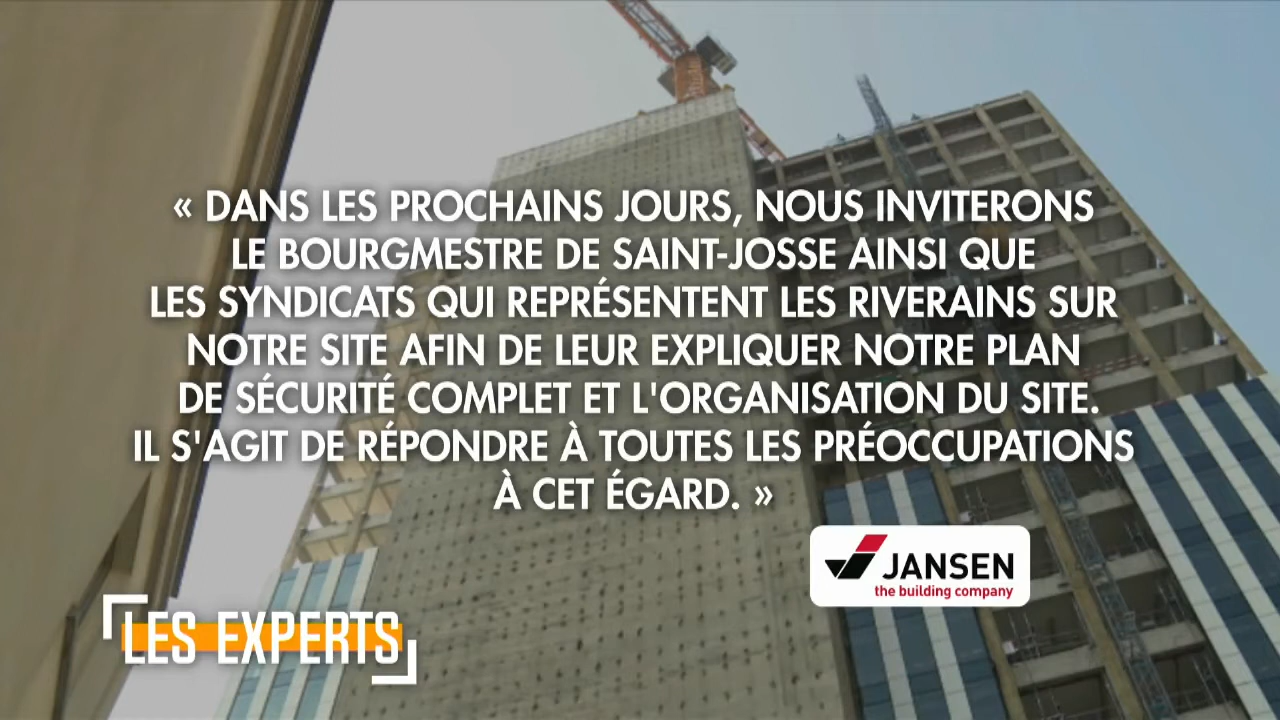 « DANS LES PROCHAINS JOURS, NOUS INVITERONS
LE BOURGMESTRE DE SAINT-JOSSE AINSI QUE
LES SYNDICATS QUI REPRÉSENTENT LES RIVERAINS SUR
NOTRE SITE AFIN DE LEUR EXPLIQUER NOTRE PLAN
DE SÉCURITÉ COMPLET ET L'ORGANISATION DU SITE.
IL S'AGIT DE RÉPONDRE À TOUTES LES PRÉOCCUPATIONS
À CET ÉGARD. »
JANSEN
the building company
LES EXPERTS